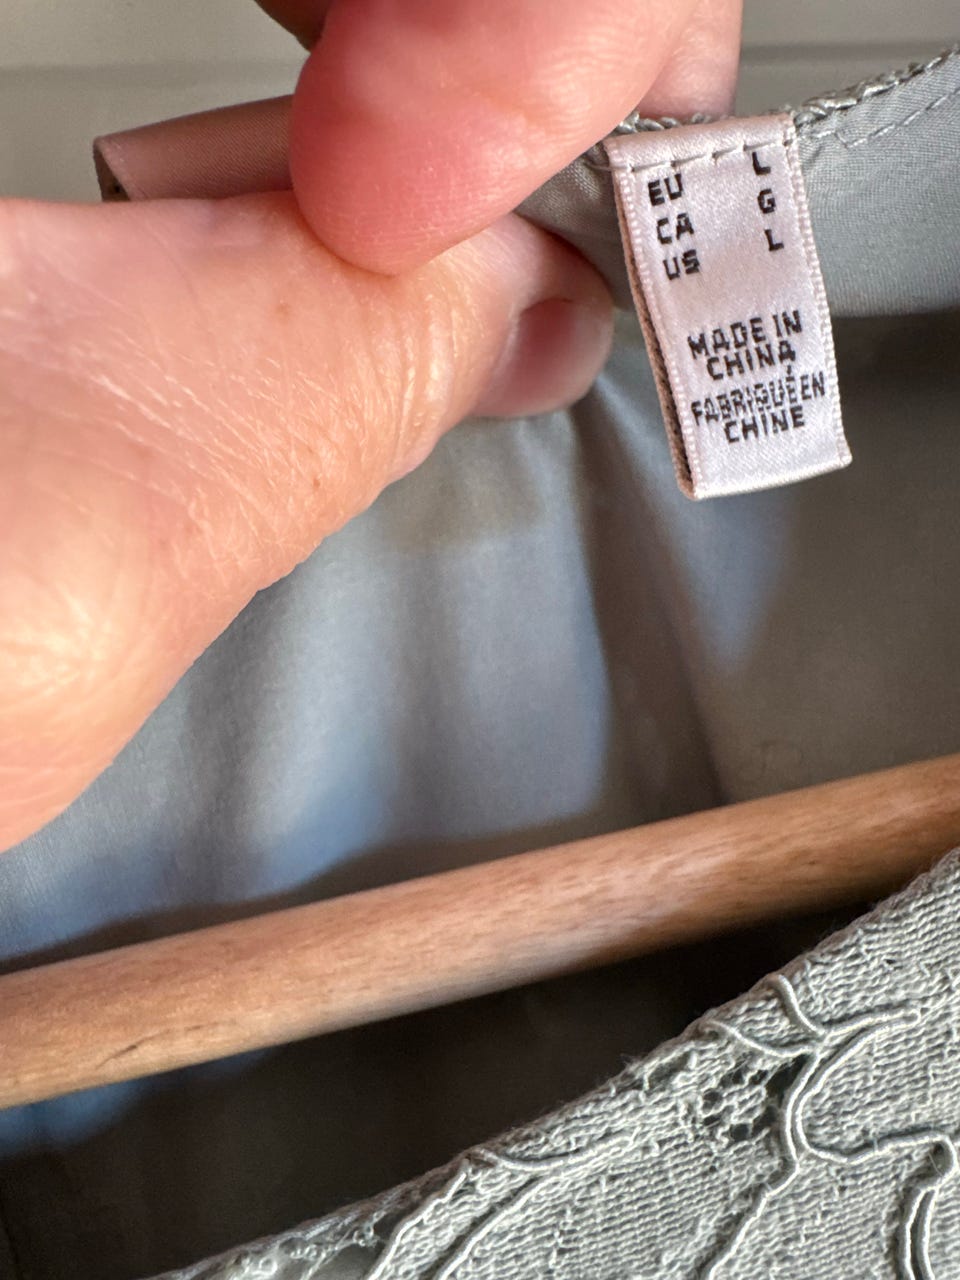 EU L
CA G
US L
MADE IN
CHINA
FABRIQUÉ EN
CHINE